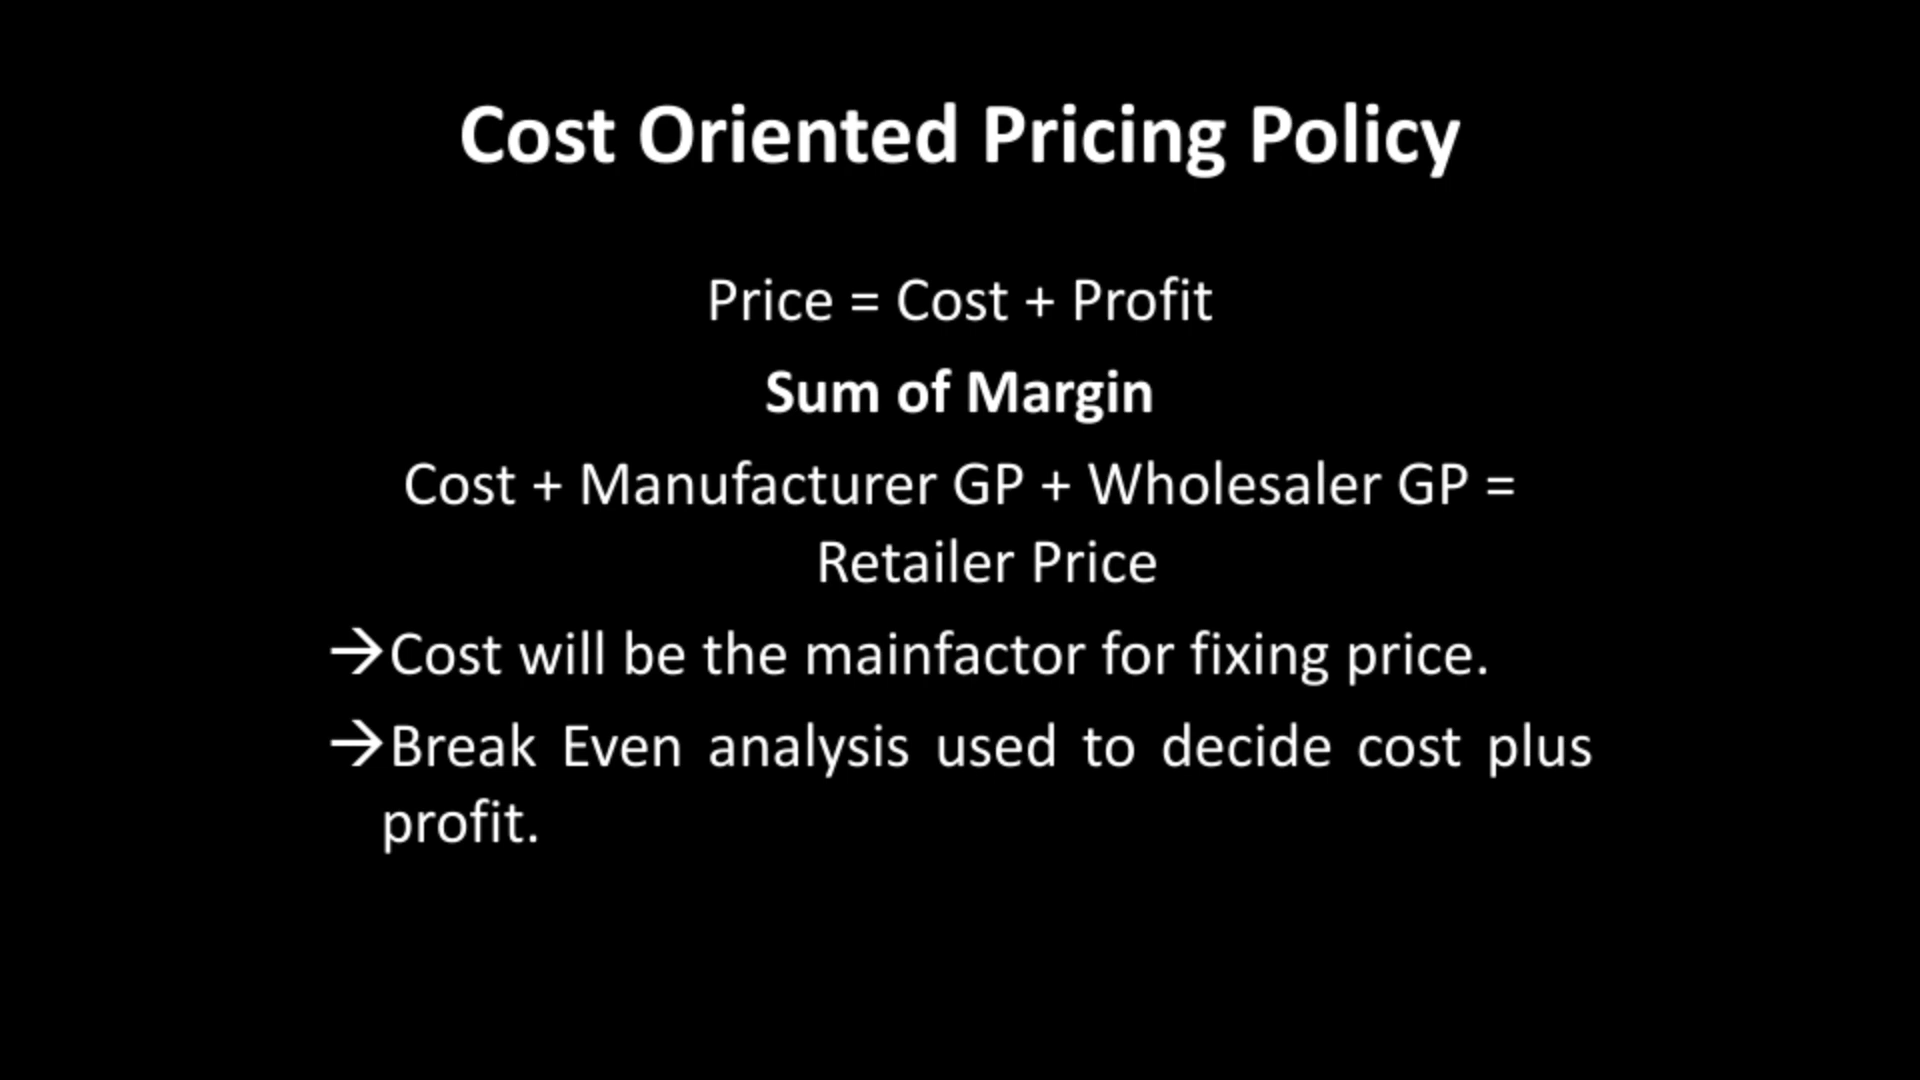 Cost Oriented Pricing Policy
Price = Cost + Profit
Sum of Margin
Cost + Manufacturer GP + Wholesaler GP =
Retailer Price
→Cost will be the mainfactor for fixing price.
→Break Even analysis used to decide cost plus
profit.